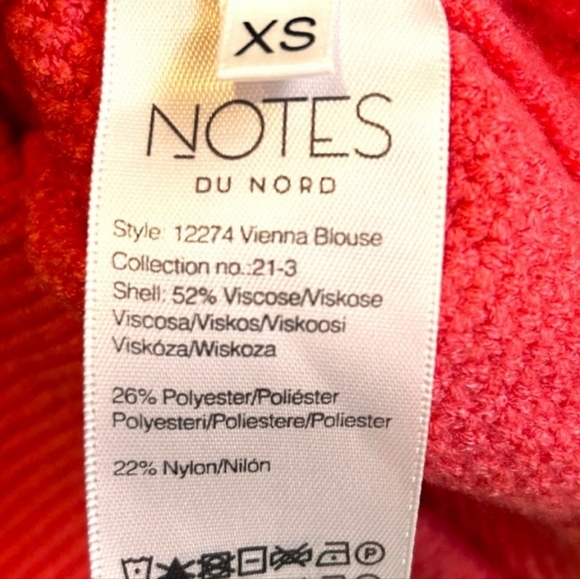 XS
NOTES
DU NORD
Style: 12274 Vienna Blouse
Collection no.:21-3
Shell: 52% Viscose/Viskose
Viscosa/Viskos/Viskoosi
Viskóza/Wiskoza
26% Polyester/Poliéster
Polyesteri/Poliestere/Poliester
22% Nylon/Nilón
P